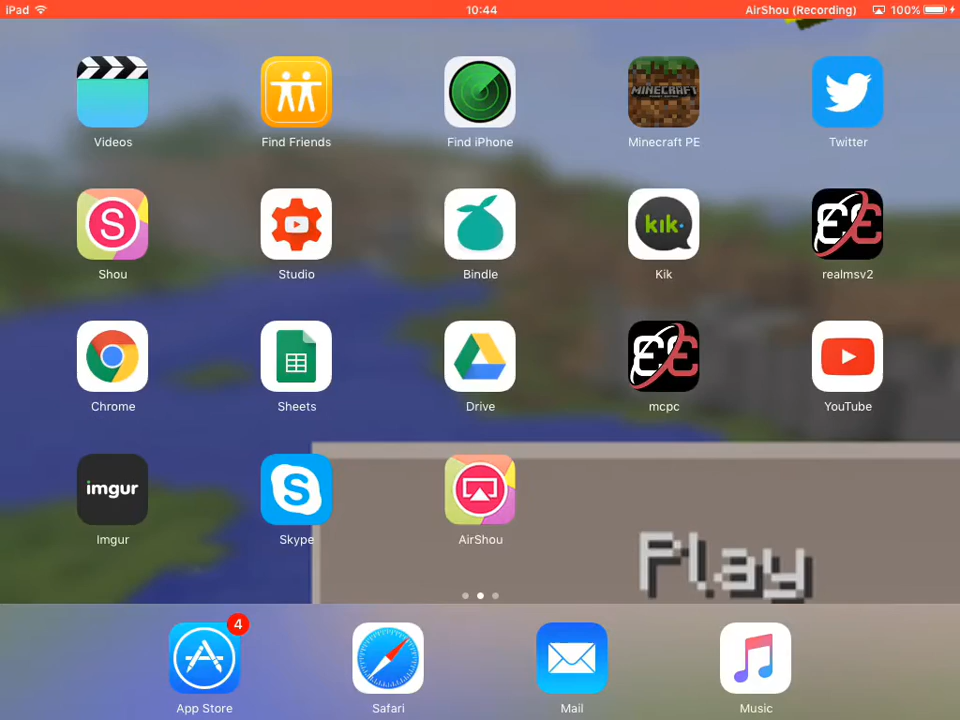 iPad 10:44 AirShou (Recording) 100%
MINECRAFT
Videos Find Friends Find iPhone Minecraft PE Twitter
S kik·
Shou Studio Bindle Kik realmsv2
Chrome Sheets Drive mcpc YouTube
imgur S
Imgur Skype AirShou
Play
4
App Store Safari Mail Music